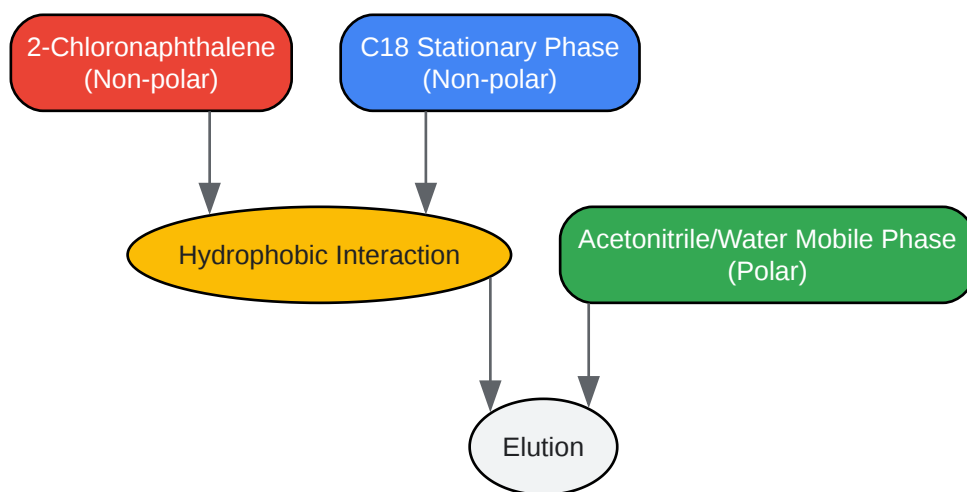 2-Chloronaphthalene
(Non-polar)
C18 Stationary Phase
(Non-polar)
Hydrophobic Interaction
Acetonitrile/Water Mobile Phase
(Polar)
Elution